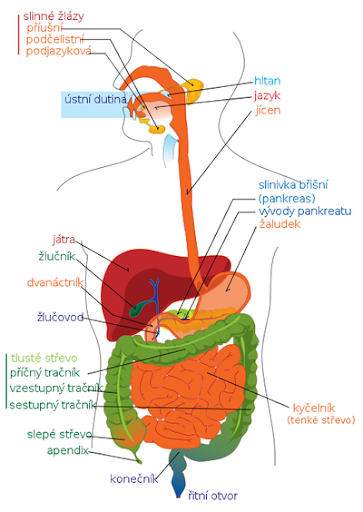 slinné žlázy
příušní
podčelistní
podjazyková
ústní dutina
hltan
jazyk
jícen
slinivka břišní
(pankreas)
vývody pankreatu
žaludek
játra
žlučník
dvanáctník
žlučovod
tlusté střevo
příčný tračník
vzestupný tračník
sestupný tračník
slepé střevo
apendix
konečník
řitní otvor
kyčelník
(tenké střevo)